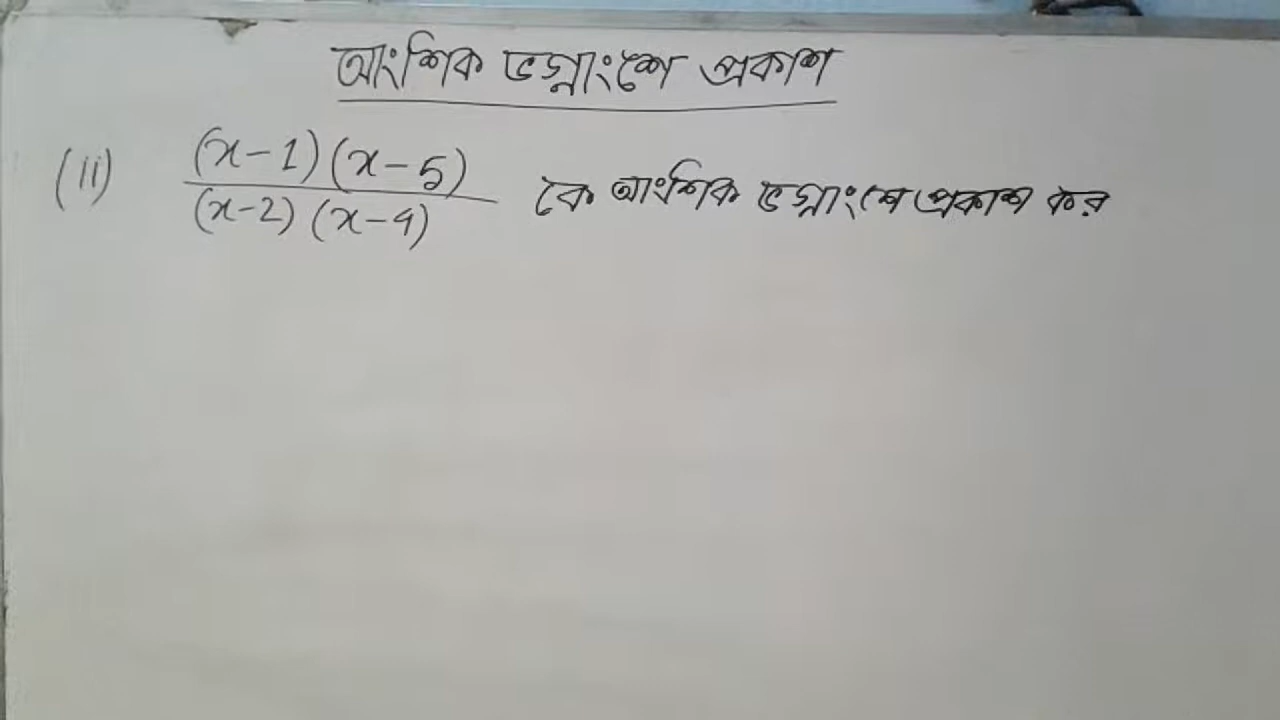 আংশিক ভগ্নাংশে প্রকাশ
(ii) (x-1)(x-5)/(x-2)(x-4) কে আংশিক ভগ্নাংশে প্রকাশ কর